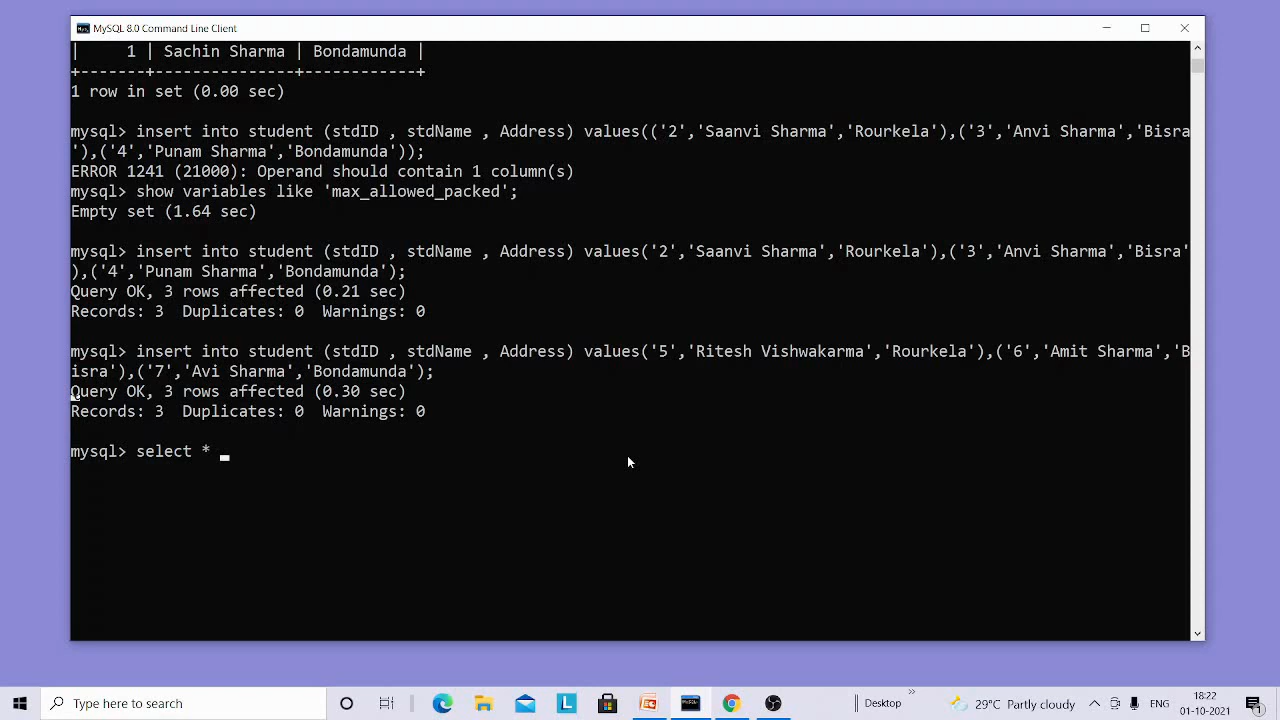 MySQL 8.0 Command Line Client
|     1 | Sachin Sharma | Bondamunda |
+-------+---------------+------------+
1 row in set (0.00 sec)
mysql> insert into student (stdID , stdName , Address) values(('2','Saanvi Sharma','Rourkela'),('3','Anvi Sharma','Bisra
'),('4','Punam Sharma','Bondamunda'));
ERROR 1241 (21000): Operand should contain 1 column(s)
mysql> show variables like 'max_allowed_packed';
Empty set (1.64 sec)
mysql> insert into student (stdID , stdName , Address) values('2','Saanvi Sharma','Rourkela'),('3','Anvi Sharma','Bisra'
),('4','Punam Sharma','Bondamunda');
Query OK, 3 rows affected (0.21 sec)
Records: 3  Duplicates: 0  Warnings: 0
mysql> insert into student (stdID , stdName , Address) values('5','Ritesh Vishwakarma','Rourkela'),('6','Amit Sharma','B
isra'),('7','Avi Sharma','Bondamunda');
Query OK, 3 rows affected (0.30 sec)
Records: 3  Duplicates: 0  Warnings: 0
mysql> select * _
Type here to search
L
Desktop
29°C Partly cloudy
ENG
18:22
01-10-2021
1